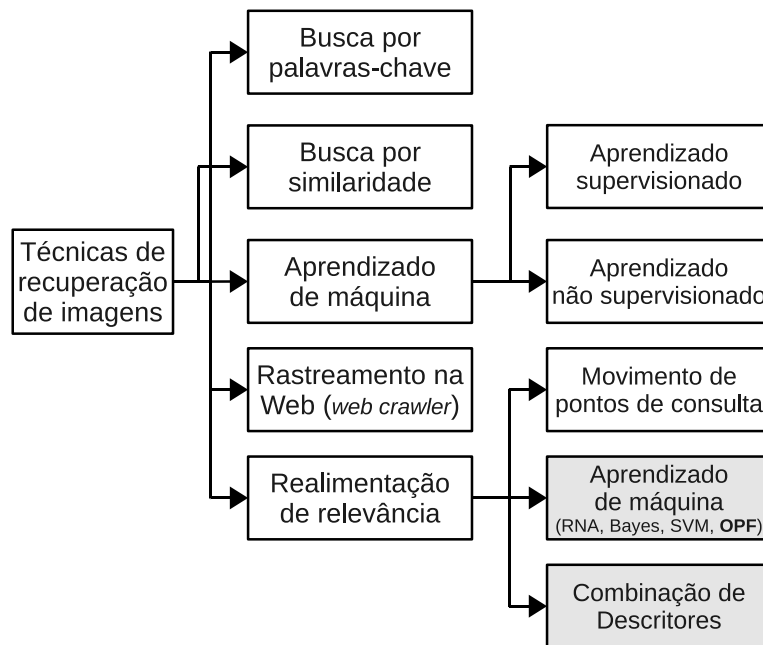 Técnicas de
recuperação
de imagens
Busca por
palavras-chave
Busca por
similaridade
Aprendizado
de máquina
Rastreamento na
Web (web crawler)
Realimentação
de relevância
Aprendizado
supervisionado
Aprendizado
não supervisionado
Movimento de
pontos de consulta
Aprendizado
de máquina
(RNA, Bayes, SVM, OPF)
Combinação de
Descritores